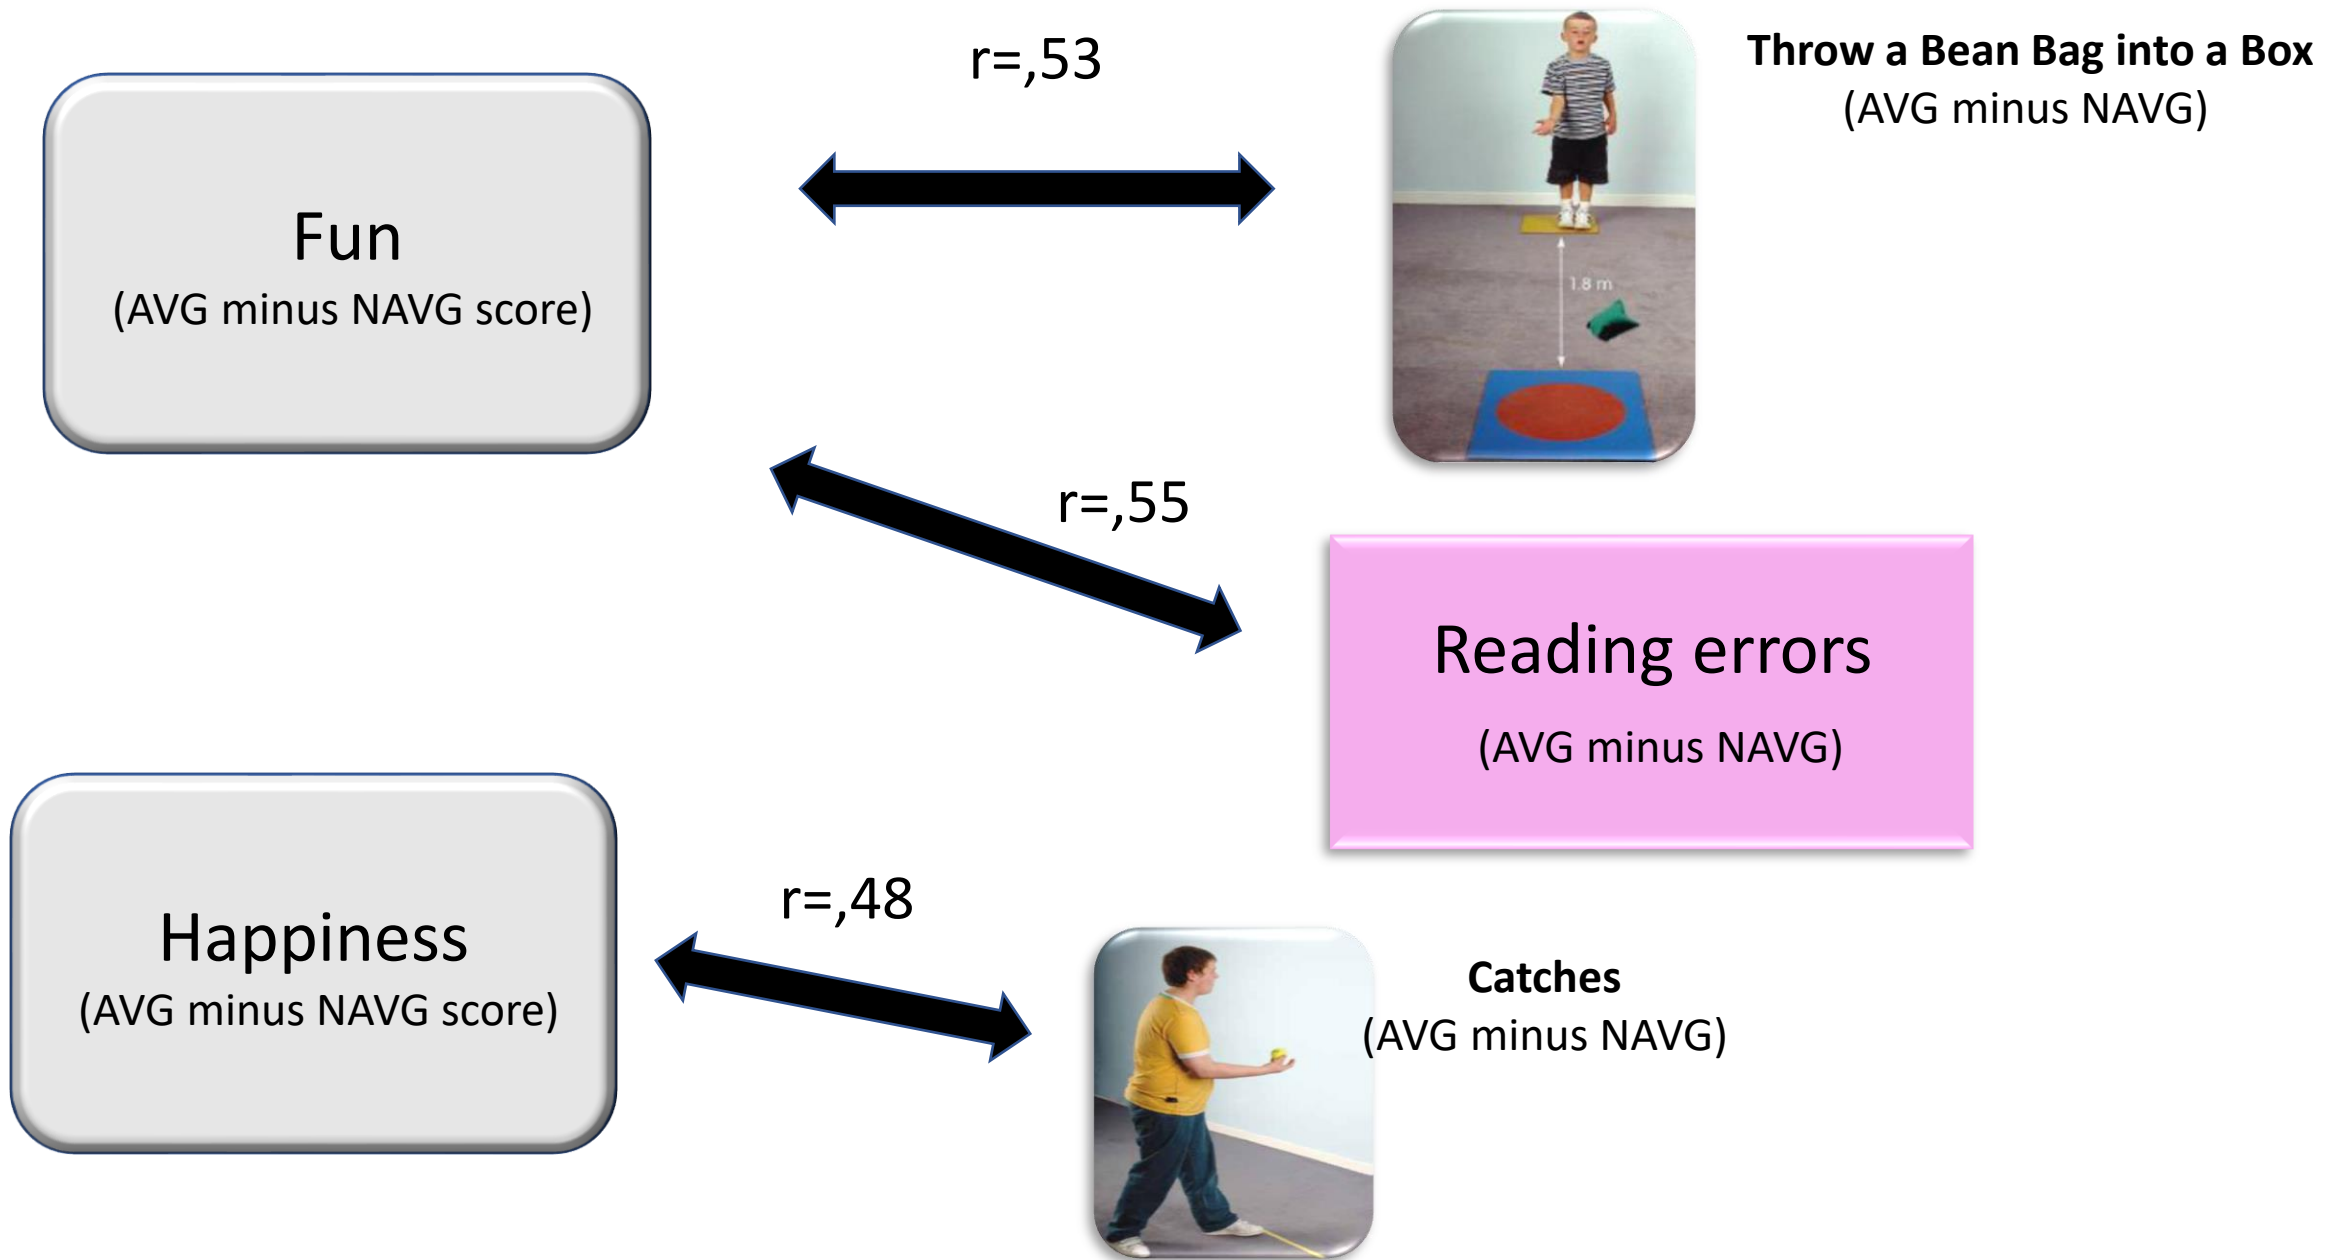 r=,53
Throw a Bean Bag into a Box
(AVG minus NAVG)
Fun
(AVG minus NAVG score)
1.8 m
r=,55
Reading errors
(AVG minus NAVG)
Happiness
(AVG minus NAVG score)
r=,48
Catches
(AVG minus NAVG)